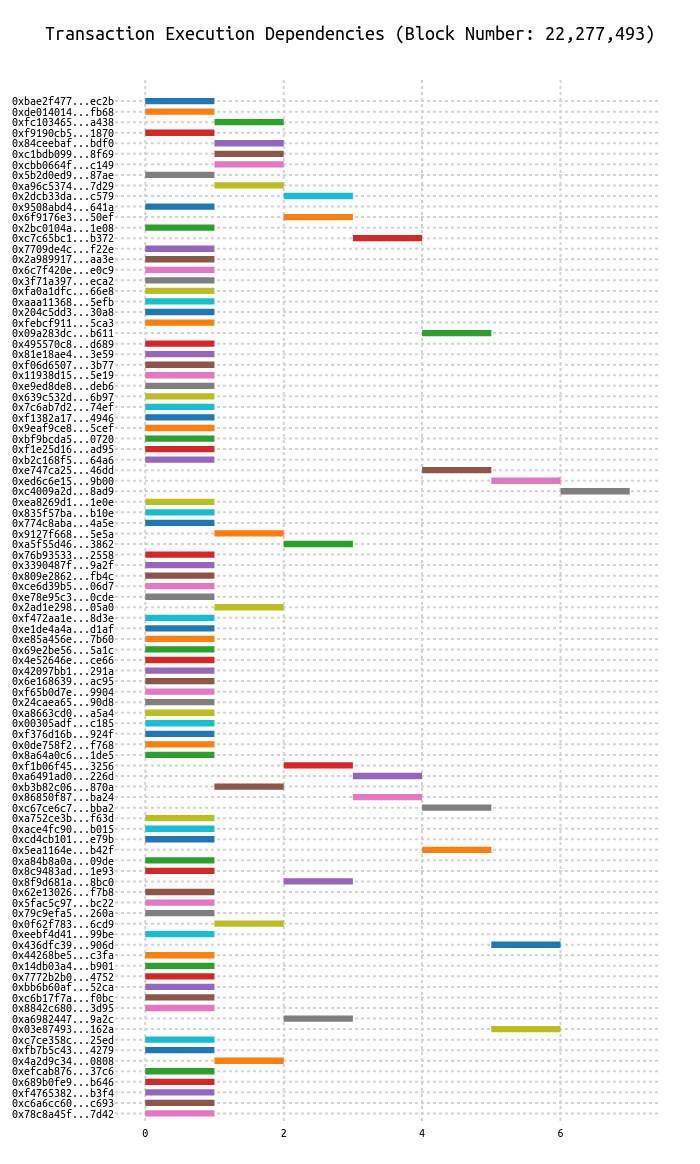 Transaction Execution Dependencies (Block Number: 22,277,493)
0xbae2f477...ec2b
0xde014014...fb68
0xfc103465...a438
0xf9190cb5...1870
0x84ceebaf...bdf0
0xc1bdb099...8f69
0xcbb0664f...c149
0x5b2d0ed9...87ae
0xa96c5374...7d29
0x2dcb33da...c579
0x9508abd4...641a
0x6f9176e3...50ef
0x2bc0104a...1e08
0xc7c65bc1...b372
0x7709de4c...f22e
0x2a989917...aa3e
0x6c7f420e...e0c9
0x3f71a397...eca2
0xfa0a1dfc...66e8
0xaaa11368...5efb
0x204c5dd3...30a8
0xfebcf911...5ca3
0x09a283dc...b611
0x495570c8...d689
0x81e18ae4...3e59
0xf06d6507...3b77
0x11938d15...5e19
0xe9ed8de8...deb6
0x639c532d...6b97
0x7c6ab7d2...74ef
0xf1382a17...4946
0x9eaf9ce8...5cef
0xbf9bcda5...0720
0xf1e25d16...ad95
0xb2c168f5...64a6
0xe747ca25...46dd
0xed6c6e15...9b00
0xc4009a2d...8ad9
0xea8269d1...1e0e
0x835f57ba...b10e
0x774c8aba...4a5e
0x9127f668...5e5a
0xa5f55d46...3862
0x76b93533...2558
0x3390487f...9a2f
0x809e2862...fb4c
0xce6d39b5...06d7
0xe78e95c3...0cde
0x2ad1e298...05a0
0xf472aa1e...8d3e
0xe1de4a4a...d1af
0xe85a456e...7b60
0x69e2be56...5a1c
0x4e52646e...ce66
0x42097bb1...291a
0x6e168639...ac95
0xf65b0d7e...9904
0x24caea65...90d8
0xa8663cd0...a5a4
0x00305adf...c185
0xf376d16b...924f
0x0de758f2...f768
0x8a64a0c6...1de5
0xf1b06f45...3256
0xa6491ad0...226d
0xb3b82c06...870a
0x86850f87...ba24
0xc67ce6c7...bba2
0xa752ce3b...f63d
0xace4fc90...b015
0xcd4cb101...e79b
0x5ea1164e...b42f
0xa84b8a0a...09de
0x8c9483ad...1e93
0x8f9d681a...8bc0
0x62e13026...f7b8
0x5fac5c97...bc22
0x79c9efa5...260a
0x0f62f783...6cd9
0xeebf4d41...99be
0x436dfc39...906d
0x44268be5...c3fa
0x14db03a4...b901
0x7772b2b0...4752
0xbb6b60af...52ca
0xc6b17f7a...f0bc
0x8842c680...3d95
0xa6982447...9a2c
0x03e87493...162a
0xc7ce358c...25ed
0xfb7b5c43...4279
0x4a2d9c34...0808
0xefcab876...37c6
0x689b0fe9...b646
0xf4765382...b3f4
0xc6a6cc60...c693
0x78c8a45f...7d42
0 2 4 6